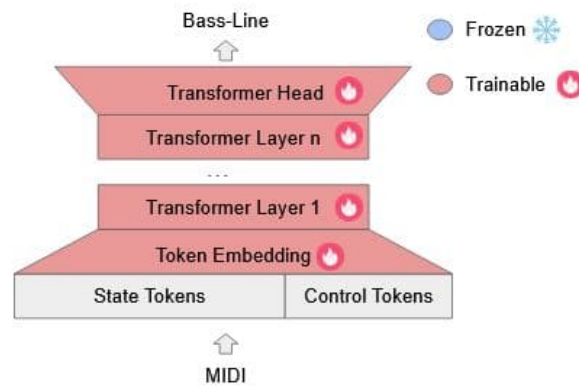 Bass-Line
Frozen
Trainable
Transformer Head
Transformer Layer n
...
Transformer Layer 1
Token Embedding
State Tokens
Control Tokens
MIDI